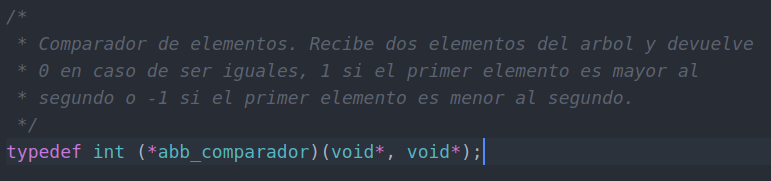 /*
 * Comparador de elementos. Recibe dos elementos del arbol y devuelve
 * 0 en caso de ser iguales, 1 si el primer elemento es mayor al
 * segundo o -1 si el primer elemento es menor al segundo.
 */
typedef int (*abb_comparador)(void*, void*);